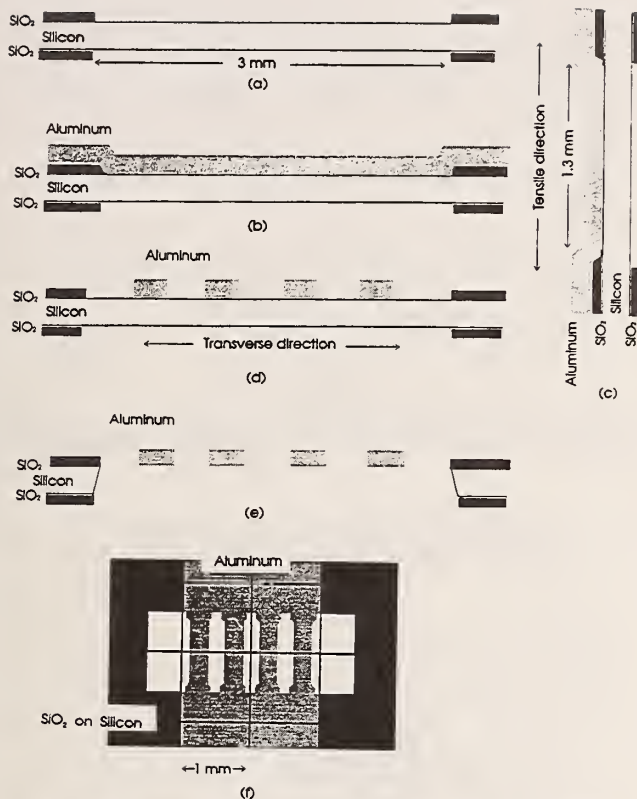 SiO₂
Silicon
SiO₂
3 mm
(a)
Aluminum
SiO₂
Silicon
SiO₂
(b)
Tensile direction
1.3 mm
Aluminum
SiO₂
Silicon
SiO₂
(c)
Aluminum
SiO₂
Silicon
SiO₂
Transverse direction
(d)
Aluminum
SiO₂
Silicon
SiO₂
(e)
Aluminum
SiO₂ on Silicon
1 mm
(f)